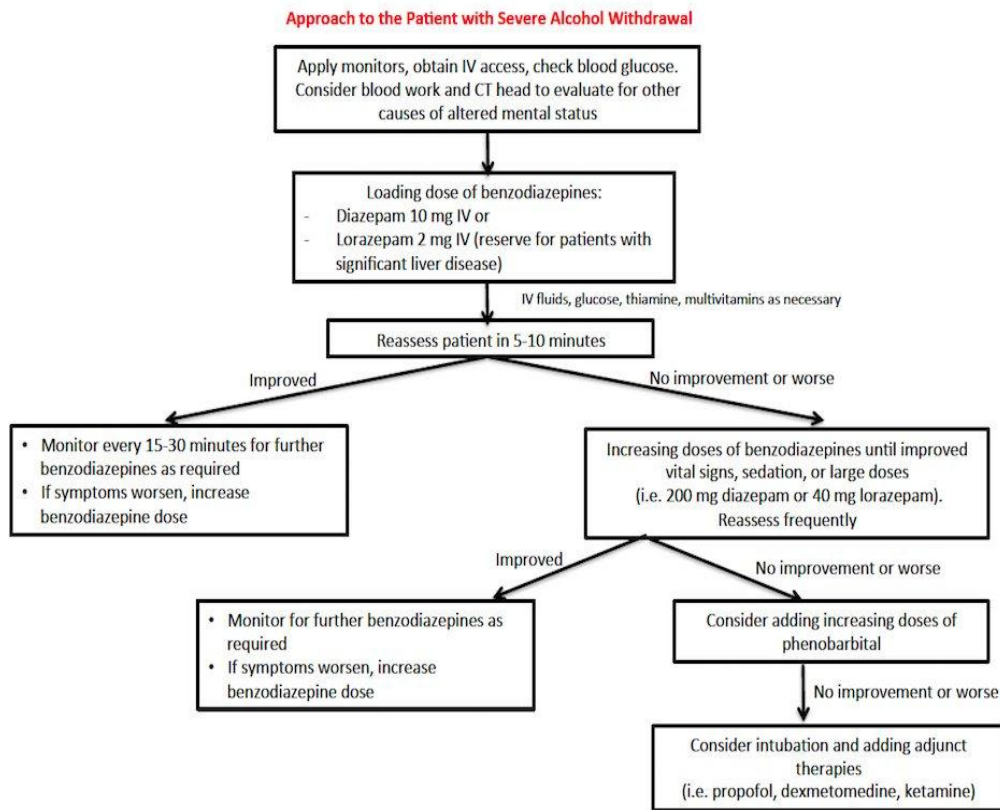 Approach to the Patient with Severe Alcohol Withdrawal
Apply monitors, obtain IV access, check blood glucose.
Consider blood work and CT head to evaluate for other
causes of altered mental status
Loading dose of benzodiazepines:
- Diazepam 10 mg IV or
- Lorazepam 2 mg IV (reserve for patients with
significant liver disease)
IV fluids, glucose, thiamine, multivitamins as necessary
Reassess patient in 5-10 minutes
Improved
No improvement or worse
• Monitor every 15-30 minutes for further
benzodiazepines as required
• If symptoms worsen, increase
benzodiazepine dose
Increasing doses of benzodiazepines until improved
vital signs, sedation, or large doses
(i.e. 200 mg diazepam or 40 mg lorazepam).
Reassess frequently
Improved
No improvement or worse
• Monitor for further benzodiazepines as
required
• If symptoms worsen, increase
benzodiazepine dose
Consider adding increasing doses of
phenobarbital
No improvement or worse
Consider intubation and adding adjunct
therapies
(i.e. propofol, dexmetomedine, ketamine)